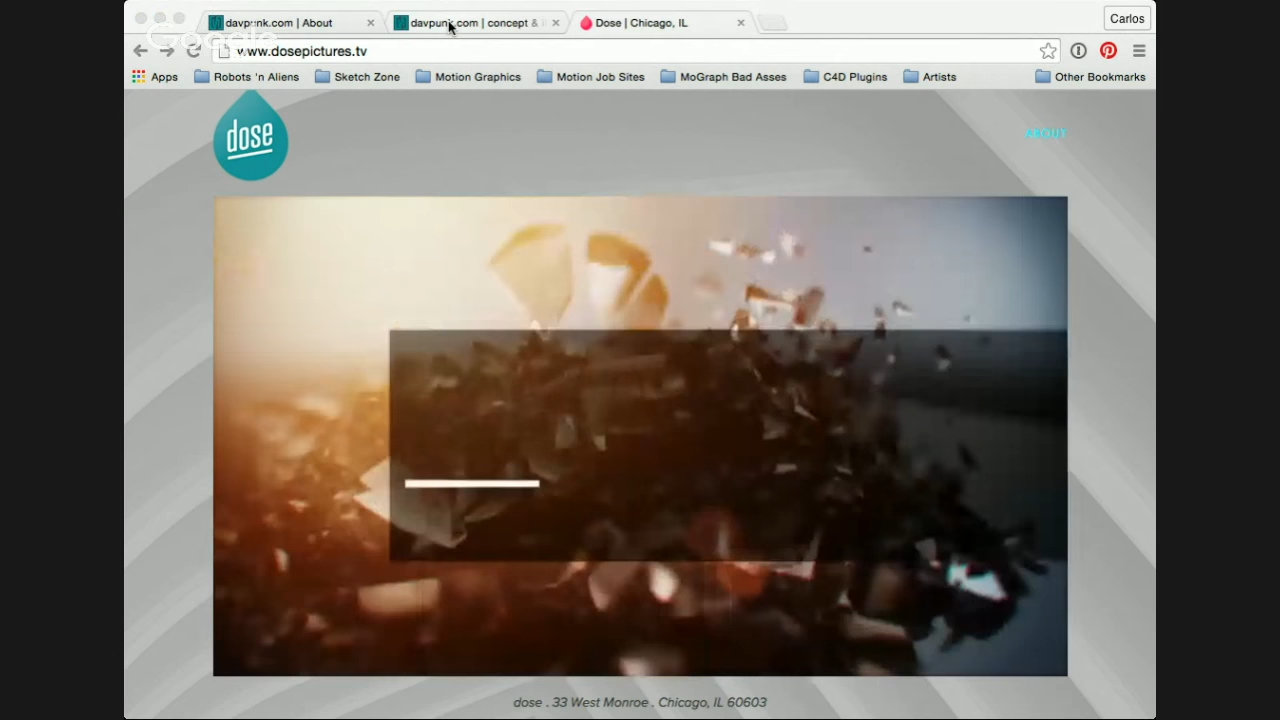 davpunk.com | About
davpunk.com | concept &
Dose | Chicago, IL
Carlos
Google
www.dosepictures.tv
Apps
Robots 'n Aliens
Sketch Zone
Motion Graphics
Motion Job Sites
MoGraph Bad Asses
C4D Plugins
Artists
Other Bookmarks
dose
ABOUT
dose . 33 West Monroe . Chicago, IL 60603